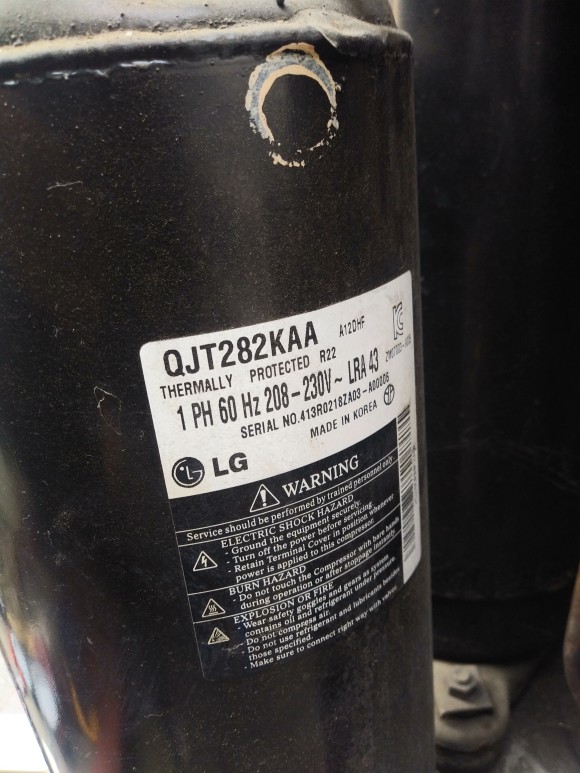 QJT282KAA A12DHF
THERMALLY PROTECTED R22
1 PH 60 Hz 208-230V~ LRA 43
SERIAL NO.413R0218ZA03-A00006
MADE IN KOREA
LG
WARNING
Service should be performed by trained personnel only.
ELECTRIC SHOCK HAZARD
- Ground the equipment securely.
- Turn off the power before servicing
- Retain Terminal Cover in position whenever
power is applied to this compressor.
BURN HAZARD
- Do not touch the Compressor with bare hands
during operation or after stoppage instantly
EXPLOSION OR FIRE
- Wear safety goggles and gears as system
contains oil and refrigerant under pressure.
- Do not compress air.
- Do not use refrigerant and lubricants besides
those specified.
- Make sure to connect right way with valves.